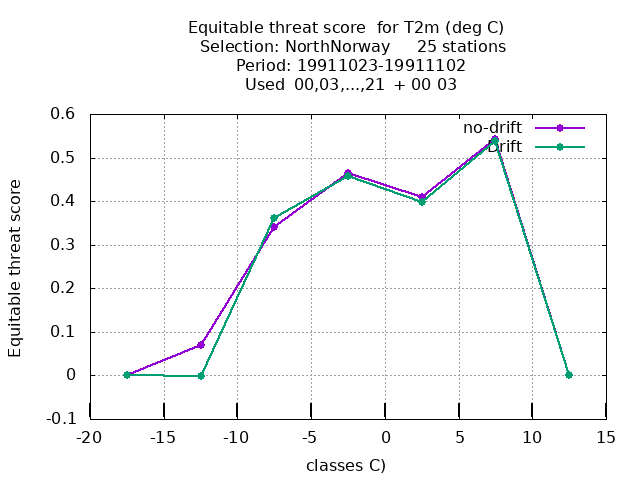 Equitable threat score for T2m (deg C)
Selection: NorthNorway 25 stations
Period: 19911023-19911102
Used 00,03,...,21 + 00 03
no-drift
Drift
Equitable threat score
0.6
0.5
0.4
0.3
0.2
0.1
0
-0.1
-20 -15 -10 -5 0 5 10 15
classes C)